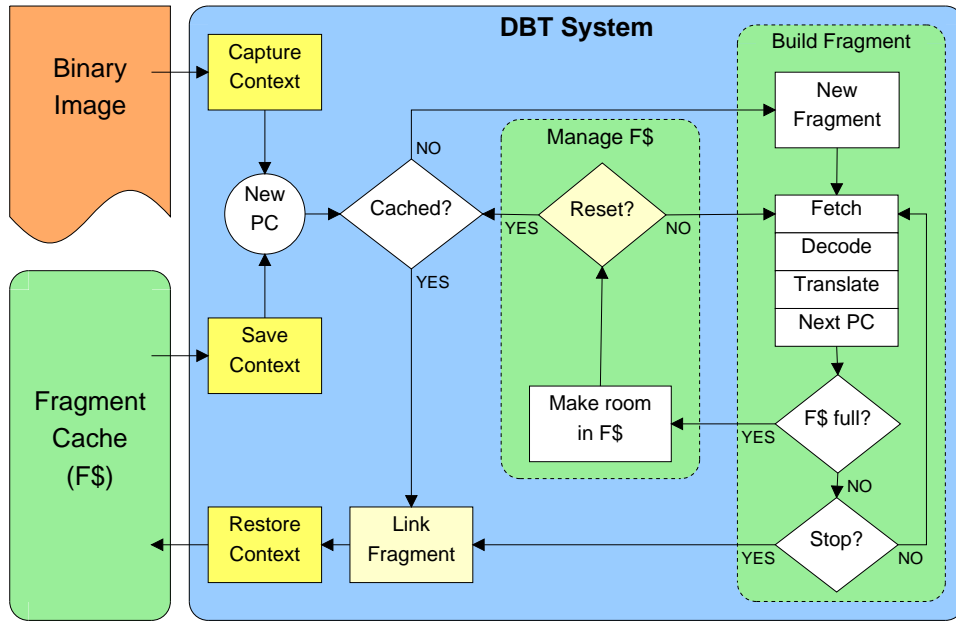 DBT System
Binary
Image
Capture
Context
Build Fragment
New
Fragment
NO
Manage F$
New
PC
Cached?
Reset?
YES
NO
Fetch
Decode
Translate
Next PC
YES
Save
Context
Fragment
Cache
(F$)
Make room
in F$
F$ full?
YES
NO
Restore
Context
Link
Fragment
Stop?
YES
NO